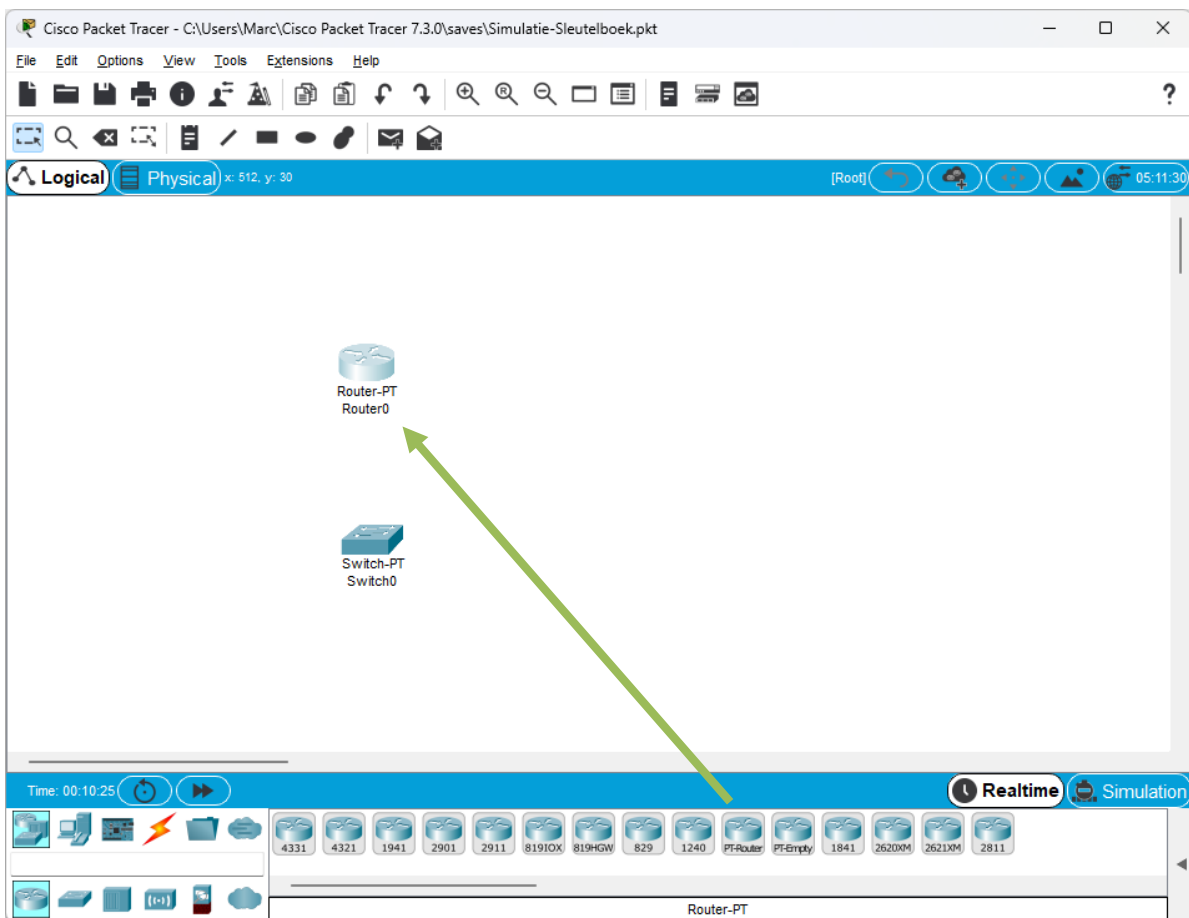 Cisco Packet Tracer - C:\Users\Marc\Cisco Packet Tracer 7.3.0\saves\Simulatie-Sleutelboek.pkt
File Edit Options View Tools Extensions Help
?
Logical Physical x: 512, y: 30 [Root] 05:11:30
Router-PT
Router0
Switch-PT
Switch0
Time: 00:10:25 Realtime Simulation
4331 4321 1941 2901 2911 819IOX 819HGW 829 1240 PT-Router PT-Empty 1841 2620XM 2621XM 2811
Router-PT